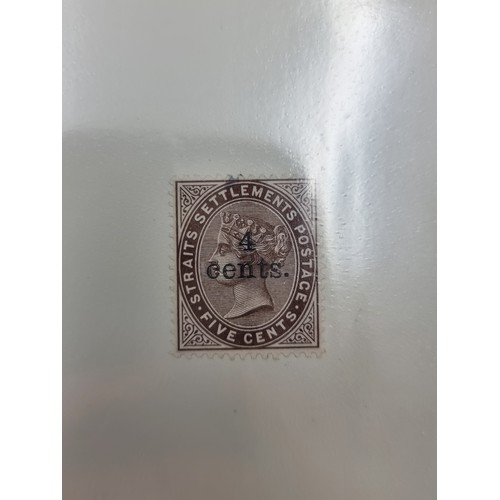 STRAITS SETTLEMENTS POSTAGE
4
cents.
· FIVE CENTS ·